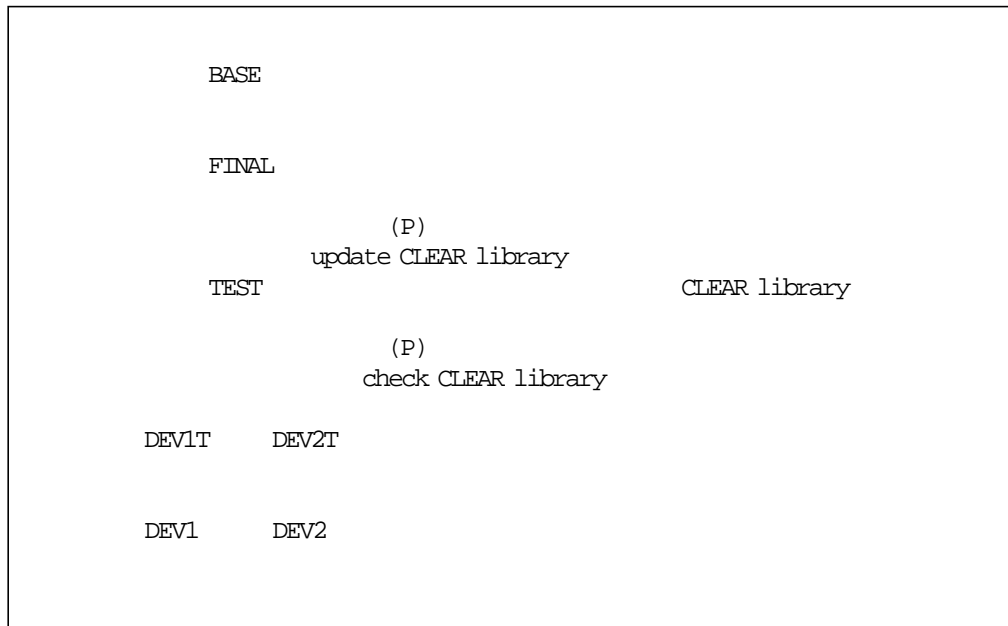 BASE
FINAL
(P)
update CLEAR library
TEST CLEAR library
(P)
check CLEAR library
DEV1T DEV2T
DEV1 DEV2